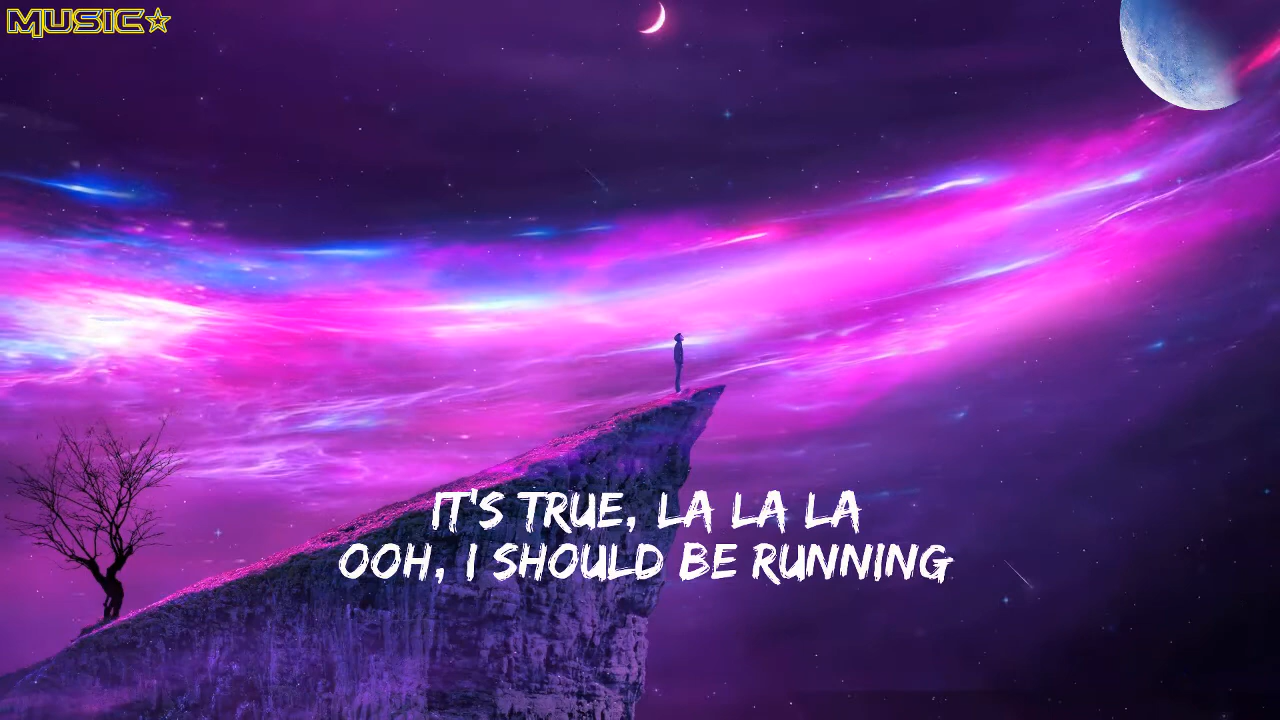 MUSIC☆
IT'S TRUE, LA LA LA
OOH, I SHOULD BE RUNNING